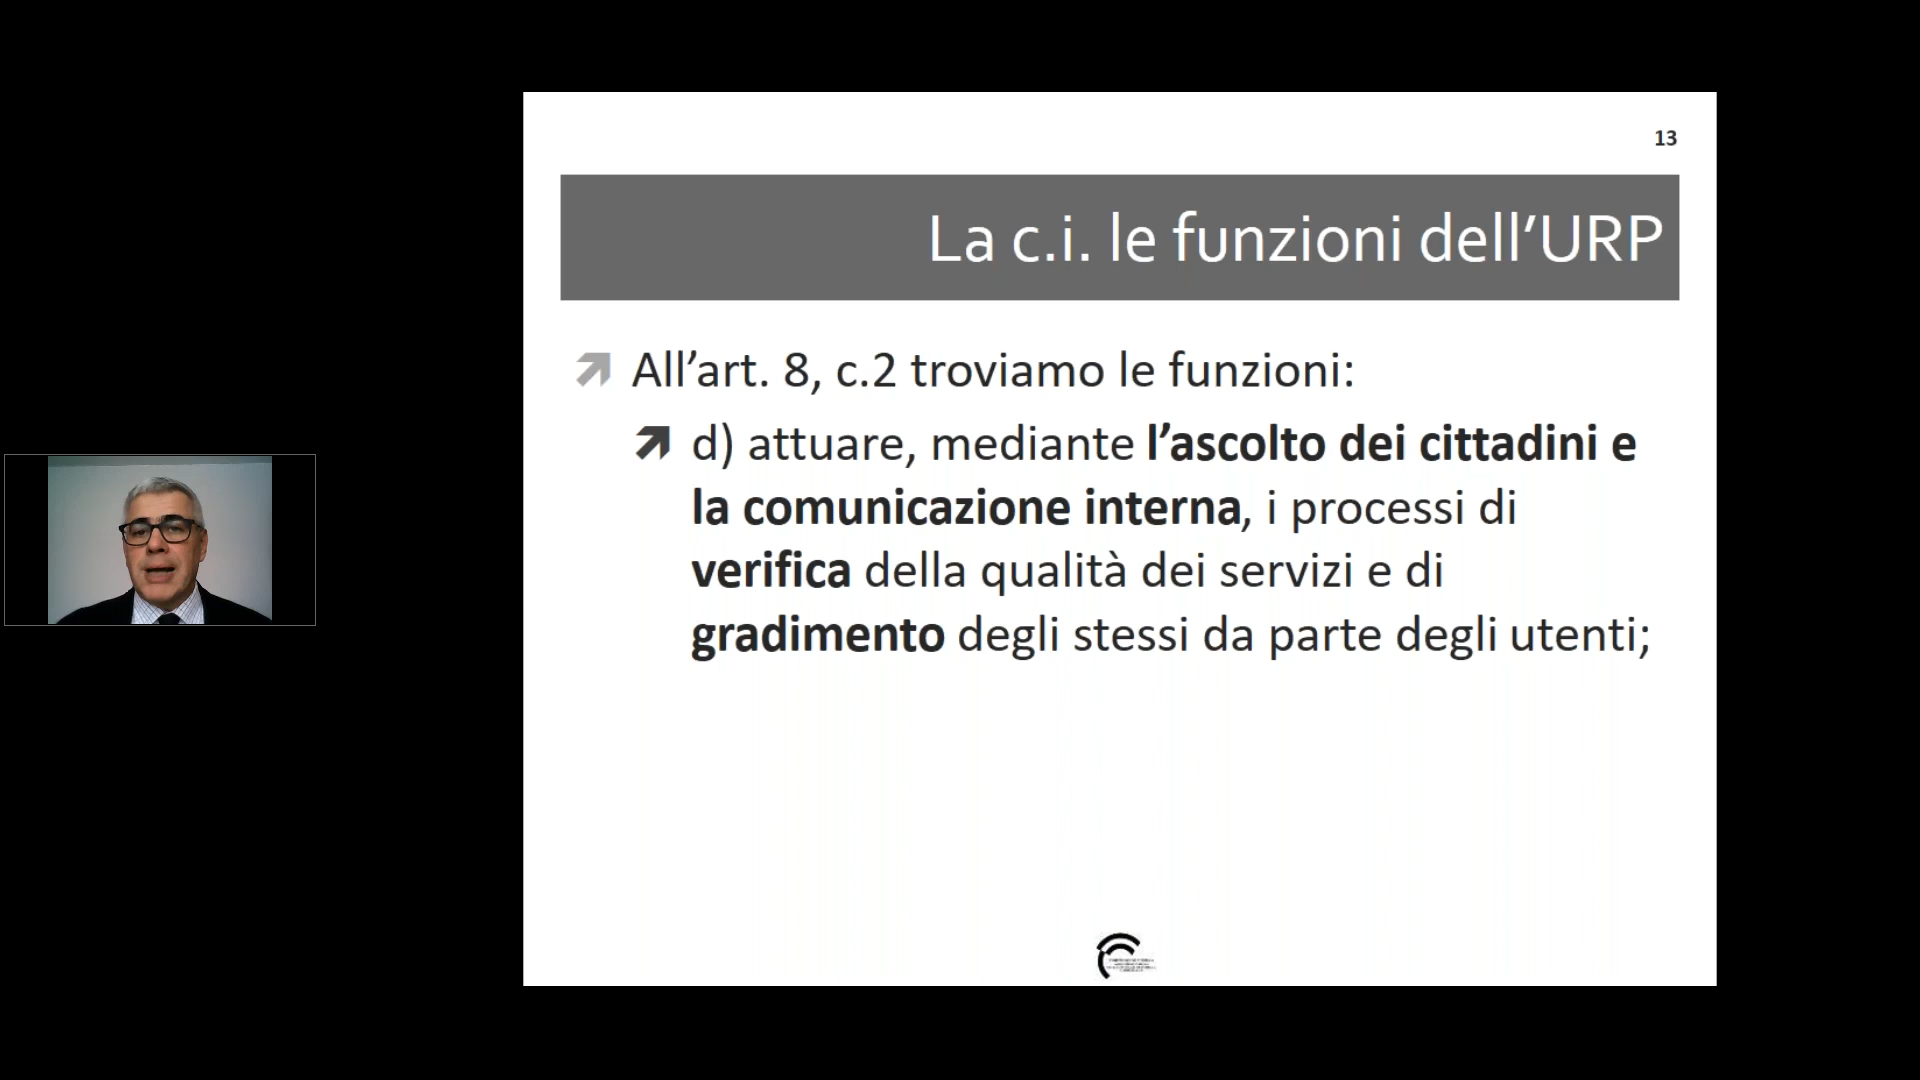 13
La c.i. le funzioni dell’URP
All’art. 8, c.2 troviamo le funzioni:
d) attuare, mediante l’ascolto dei cittadini e
la comunicazione interna, i processi di
verifica della qualità dei servizi e di
gradimento degli stessi da parte degli utenti;